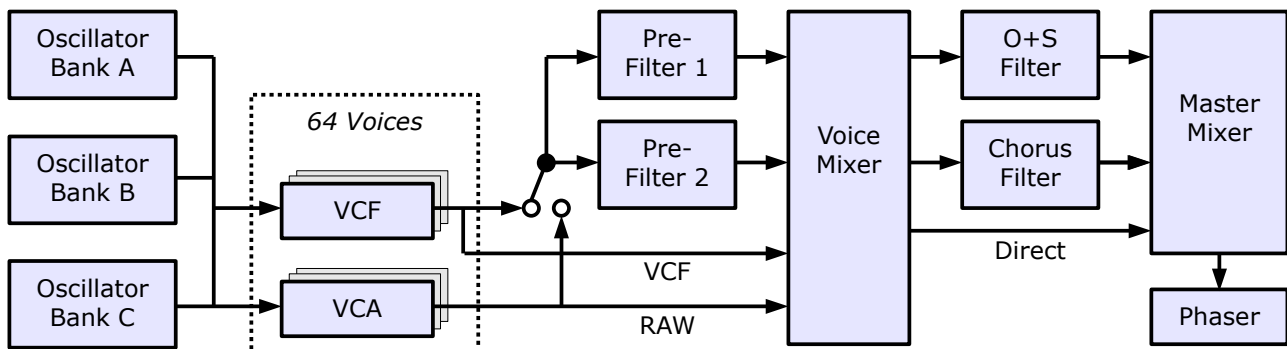 Oscillator
Bank A
Oscillator
Bank B
Oscillator
Bank C
64 Voices
VCF
VCA
Pre-
Filter 1
Pre-
Filter 2
VCF
RAW
Voice
Mixer
O+S
Filter
Chorus
Filter
Direct
Master
Mixer
Phaser